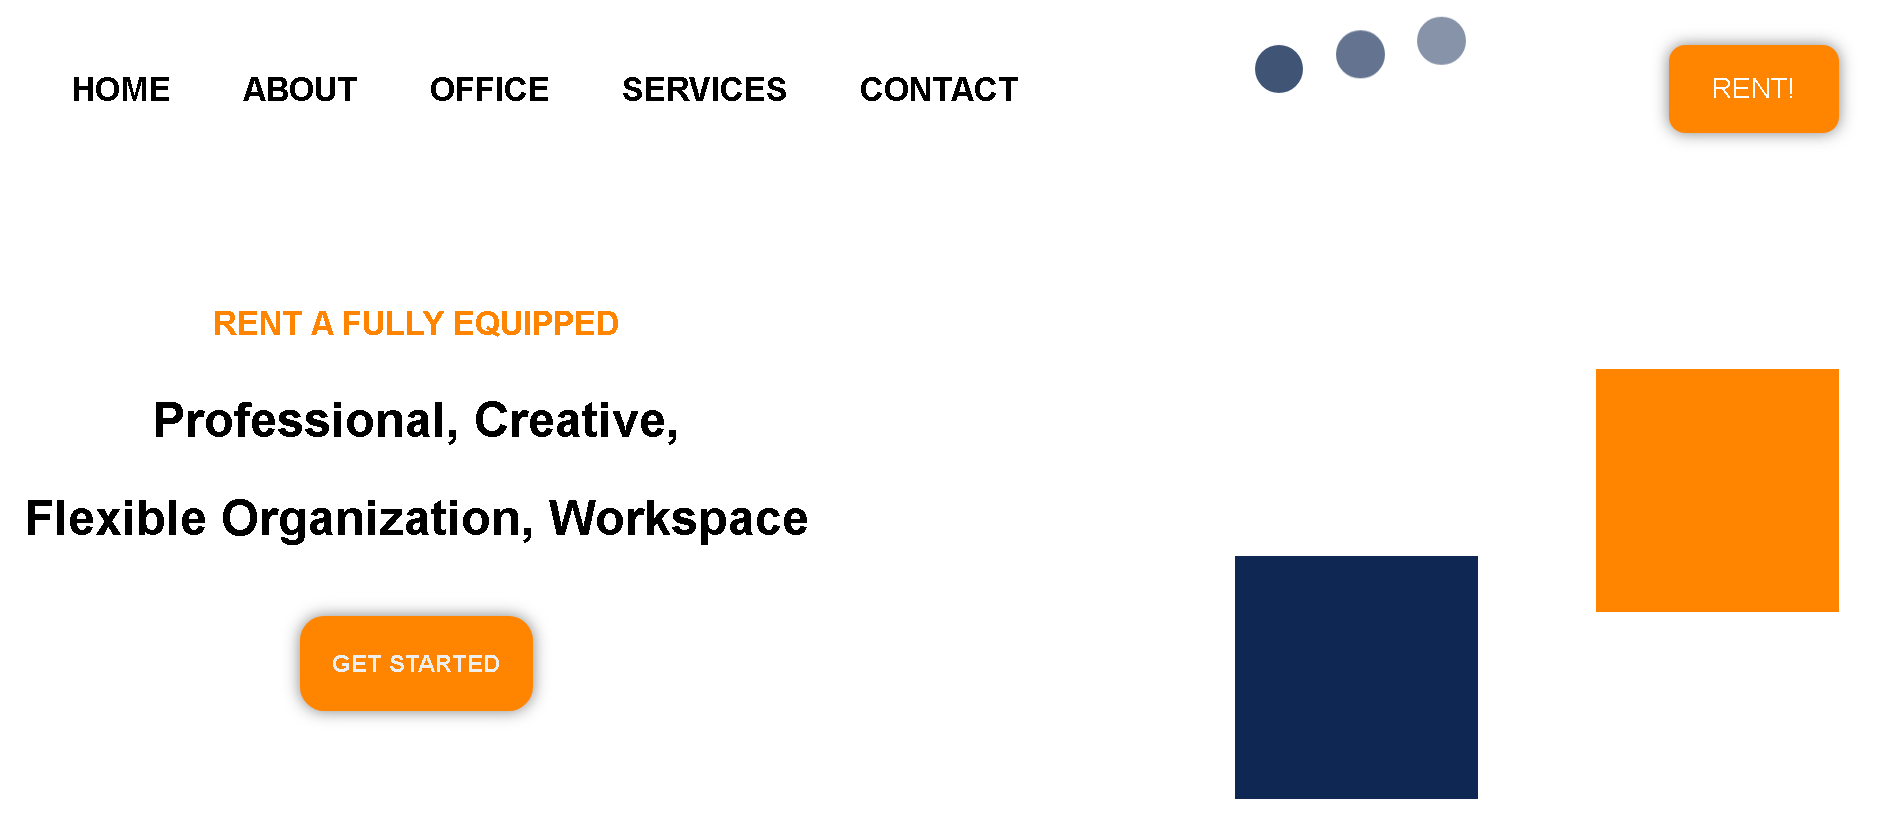 HOME ABOUT OFFICE SERVICES CONTACT RENT!
RENT A FULLY EQUIPPED
Professional, Creative,
Flexible Organization, Workspace
GET STARTED